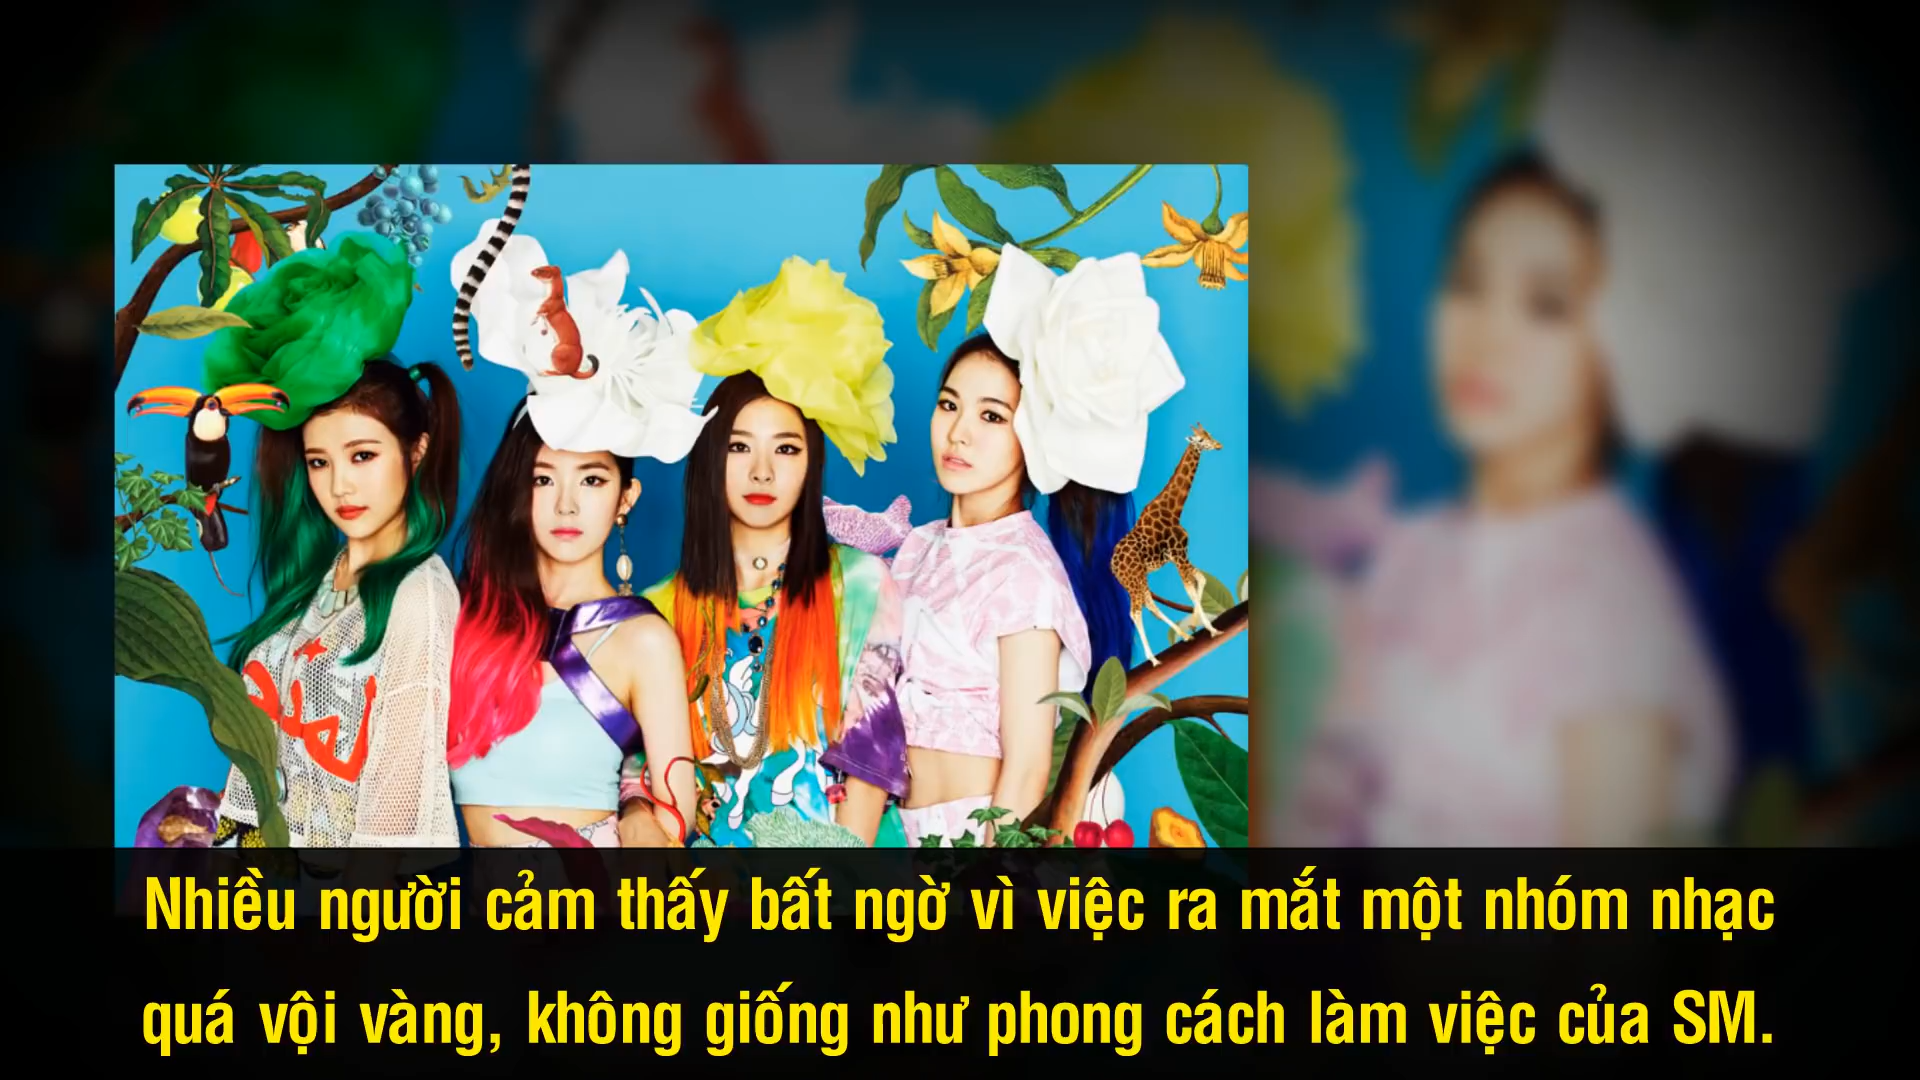 Nhiều người cảm thấy bất ngờ vì việc ra mắt một nhóm nhạc
quá vội vàng, không giống như phong cách làm việc của SM.